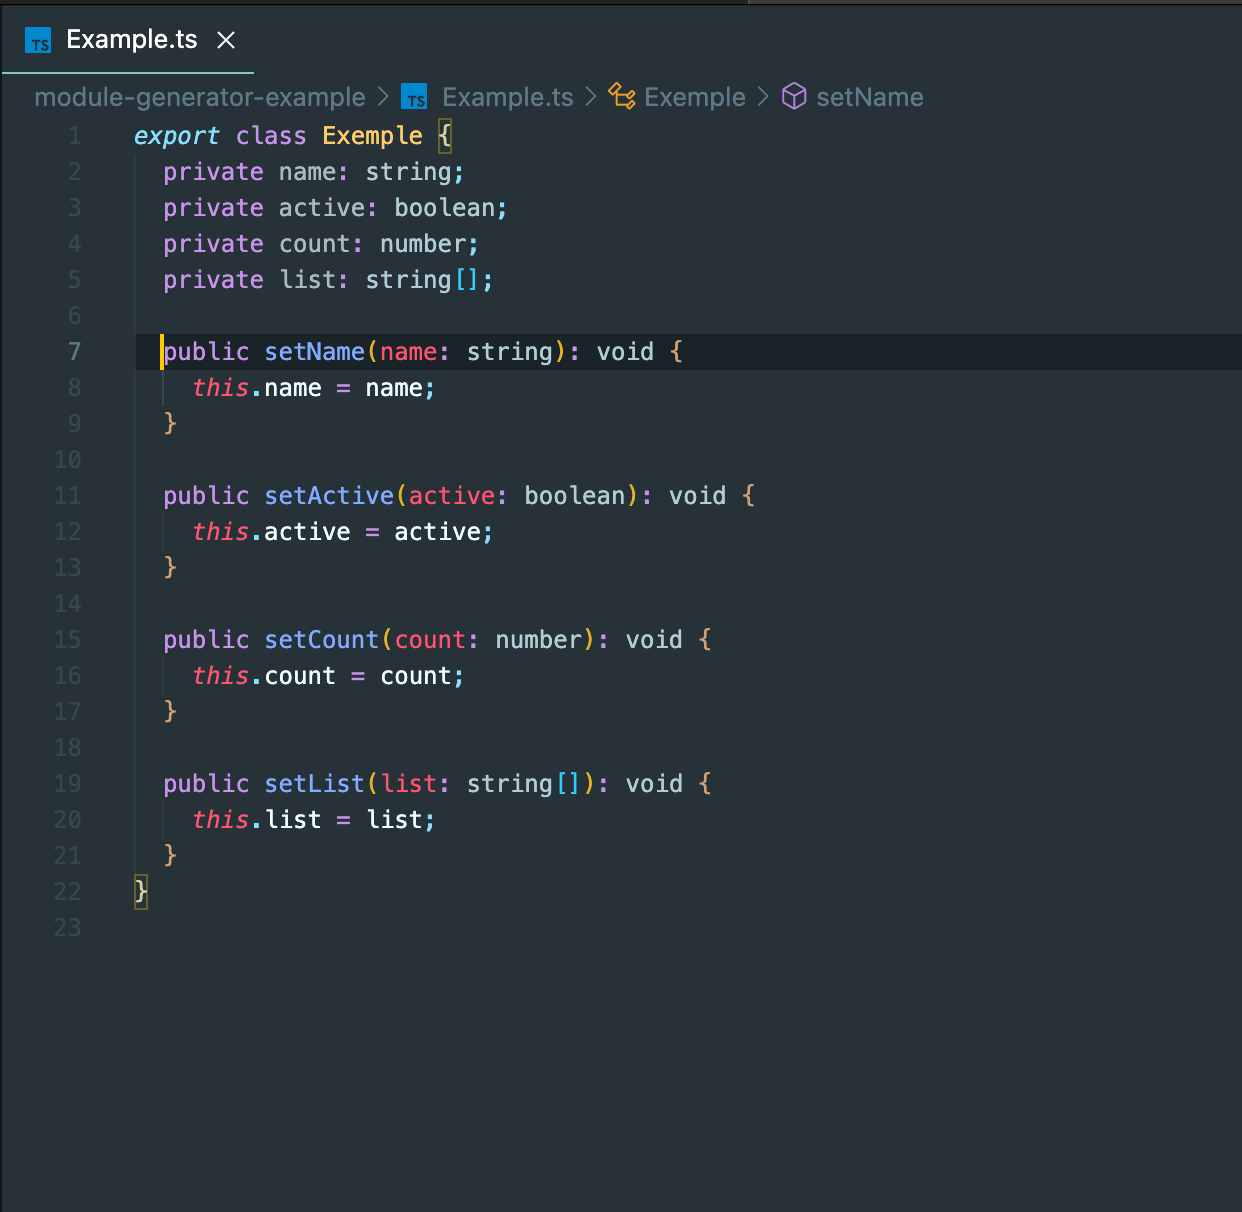 TS Example.ts ×
module-generator-example > TS Example.ts > Exemple > setName
1 export class Exemple {
2   private name: string;
3   private active: boolean;
4   private count: number;
5   private list: string[];
6
7   public setName(name: string): void {
8     this.name = name;
9   }
10
11   public setActive(active: boolean): void {
12     this.active = active;
13   }
14
15   public setCount(count: number): void {
16     this.count = count;
17   }
18
19   public setList(list: string[]): void {
20     this.list = list;
21   }
22 }
23